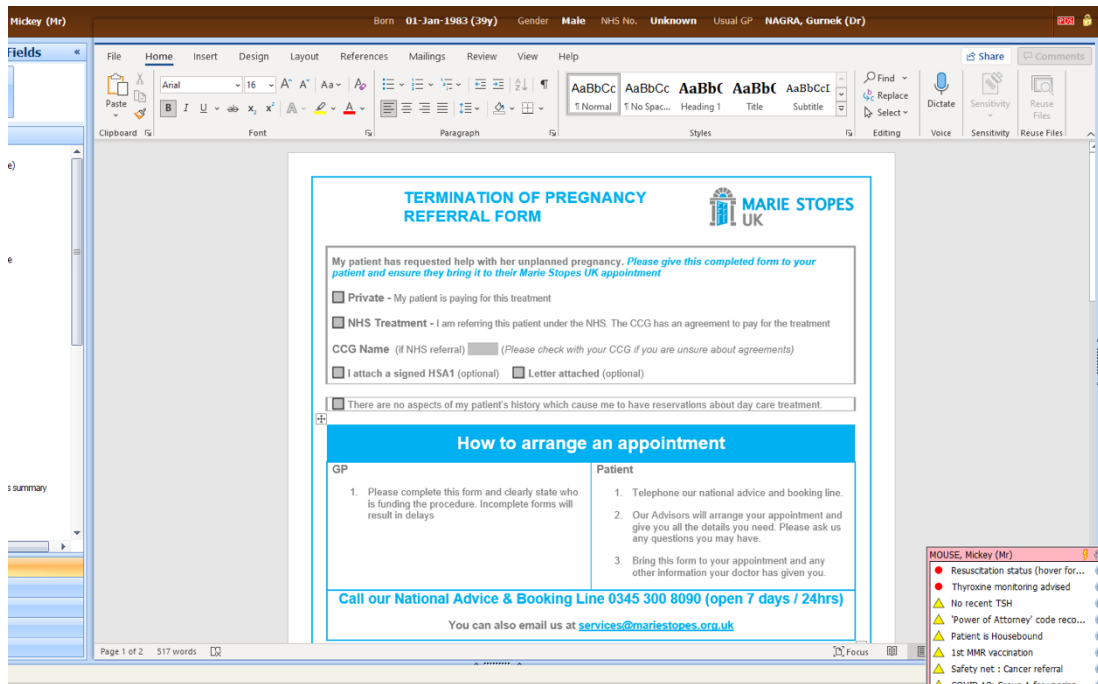 Mickey (Mr) Born 01-Jan-1983 (39y) Gender Male NHS No. Unknown Usual GP NAGRA, Gurnek (Dr) PDS
Fields «
File Home Insert Design Layout References Mailings Review View Help Share Comments
Arial 16
Paste
B I U ab x₂ x² A A
AaBbCc AaBbCc AaBb( AaBb( AaBbCcI
¶ Normal ¶ No Spac... Heading 1 Title Subtitle
Find
Replace
Select
Dictate
Sensitivity
Reuse
Files
Clipboard Font Paragraph Styles Editing Voice Sensitivity Reuse Files
e)
e
s summary
TERMINATION OF PREGNANCY
REFERRAL FORM
MARIE STOPES
UK
My patient has requested help with her unplanned pregnancy. Please give this completed form to your
patient and ensure they bring it to their Marie Stopes UK appointment
Private - My patient is paying for this treatment
NHS Treatment - I am referring this patient under the NHS. The CCG has an agreement to pay for the treatment
CCG Name (if NHS referral) (Please check with your CCG if you are unsure about agreements)
I attach a signed HSA1 (optional) Letter attached (optional)
There are no aspects of my patient's history which cause me to have reservations about day care treatment.
How to arrange an appointment
GP
1. Please complete this form and clearly state who
is funding the procedure. Incomplete forms will
result in delays
Patient
1. Telephone our national advice and booking line.
2. Our Advisors will arrange your appointment and
give you all the details you need. Please ask us
any questions you may have.
3. Bring this form to your appointment and any
other information your doctor has given you.
Call our National Advice & Booking Line 0345 300 8090 (open 7 days / 24hrs)
You can also email us at services@mariestopes.org.uk
Page 1 of 2 517 words Focus
MOUSE, Mickey (Mr)
Resuscitation status (hover for...
Thyroxine monitoring advised
No recent TSH
'Power of Attorney' code reco...
Patient is Housebound
1st MMR vaccination
Safety net : Cancer referral